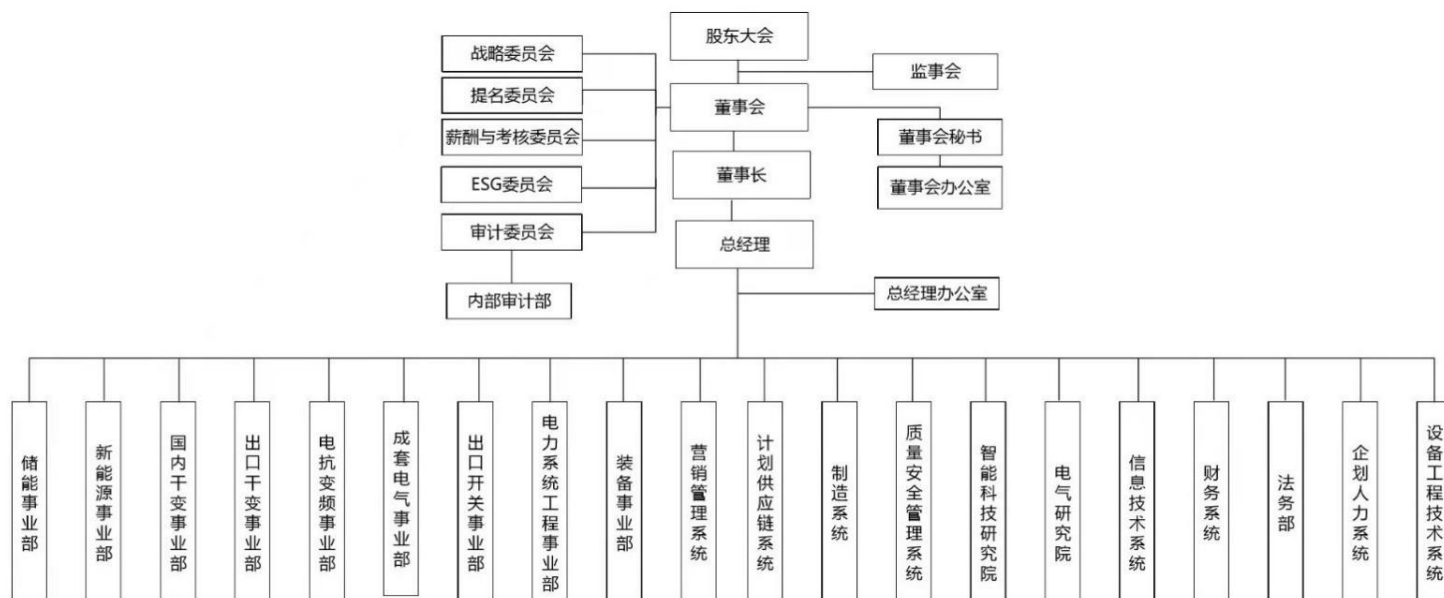 股东大会
战略委员会
监事会
提名委员会
董事会
薪酬与考核委员会
董事会秘书
董事长
ESG委员会
董事会办公室
审计委员会
总经理
内部审计部
总经理办公室
储能事业部
新能源事业部
国内干变事业部
出口干变事业部
电抗变频事业部
成套电气事业部
出口开关事业部
电力系统工程事业部
装备事业部
营销管理系统
计划供应链系统
制造系统
质量安全管理系统
智能科技研究院
电气研究院
信息技术系统
财务系统
法务部
企划人力系统
设备工程技术系统